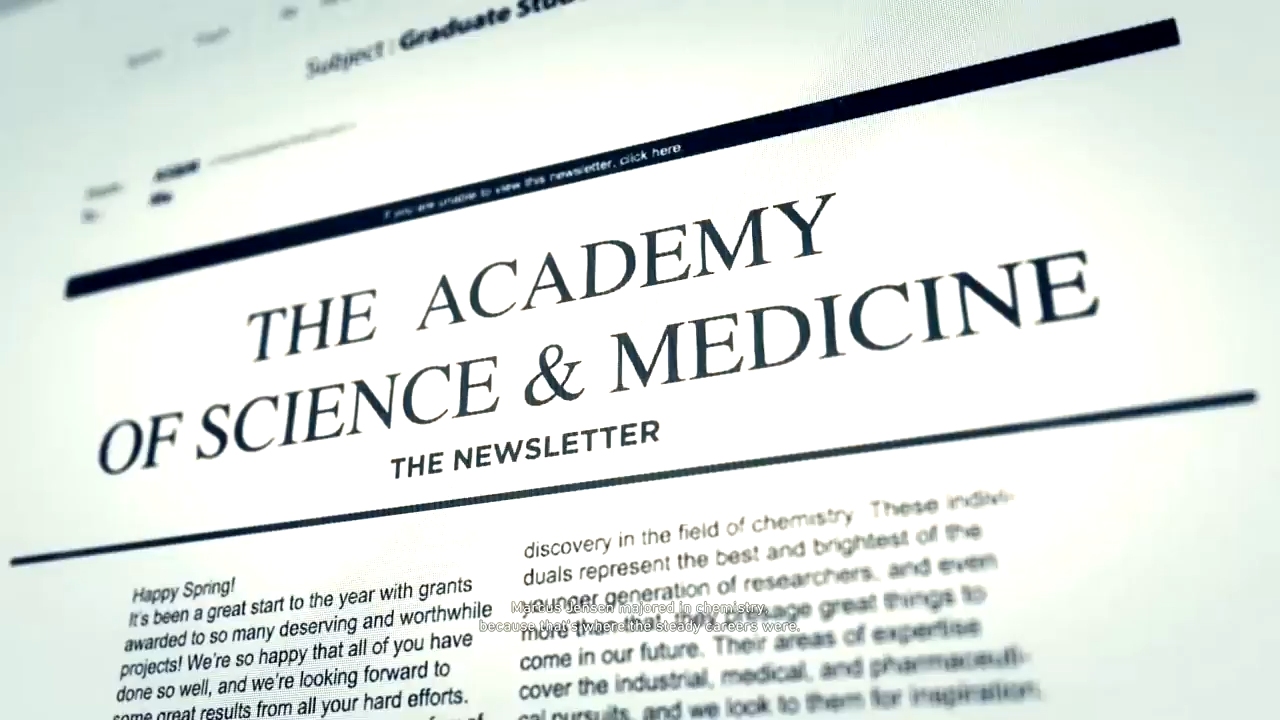 Subject : Graduate
If you are unable to view this newsletter, click here.
THE ACADEMY
OF SCIENCE & MEDICINE
THE NEWSLETTER
Happy Spring!
It's been a great start to the year with grants
awarded to so many deserving and worthwhile
projects! We're so happy that all of you have
done so well, and we're looking forward to
some great results from all your hard efforts.
discovery in the field of chemistry These indivi-
duals represent the best and brightest of the
younger generation of researchers, and even
more
great things to
come in our future. Their areas of expertise
cover the industrial, medical, and pharmaceuti-
cal pursuits, and we look to them for inspiration,
Marcus Jensen majored in chemistry,
because that's where the steady careers were.